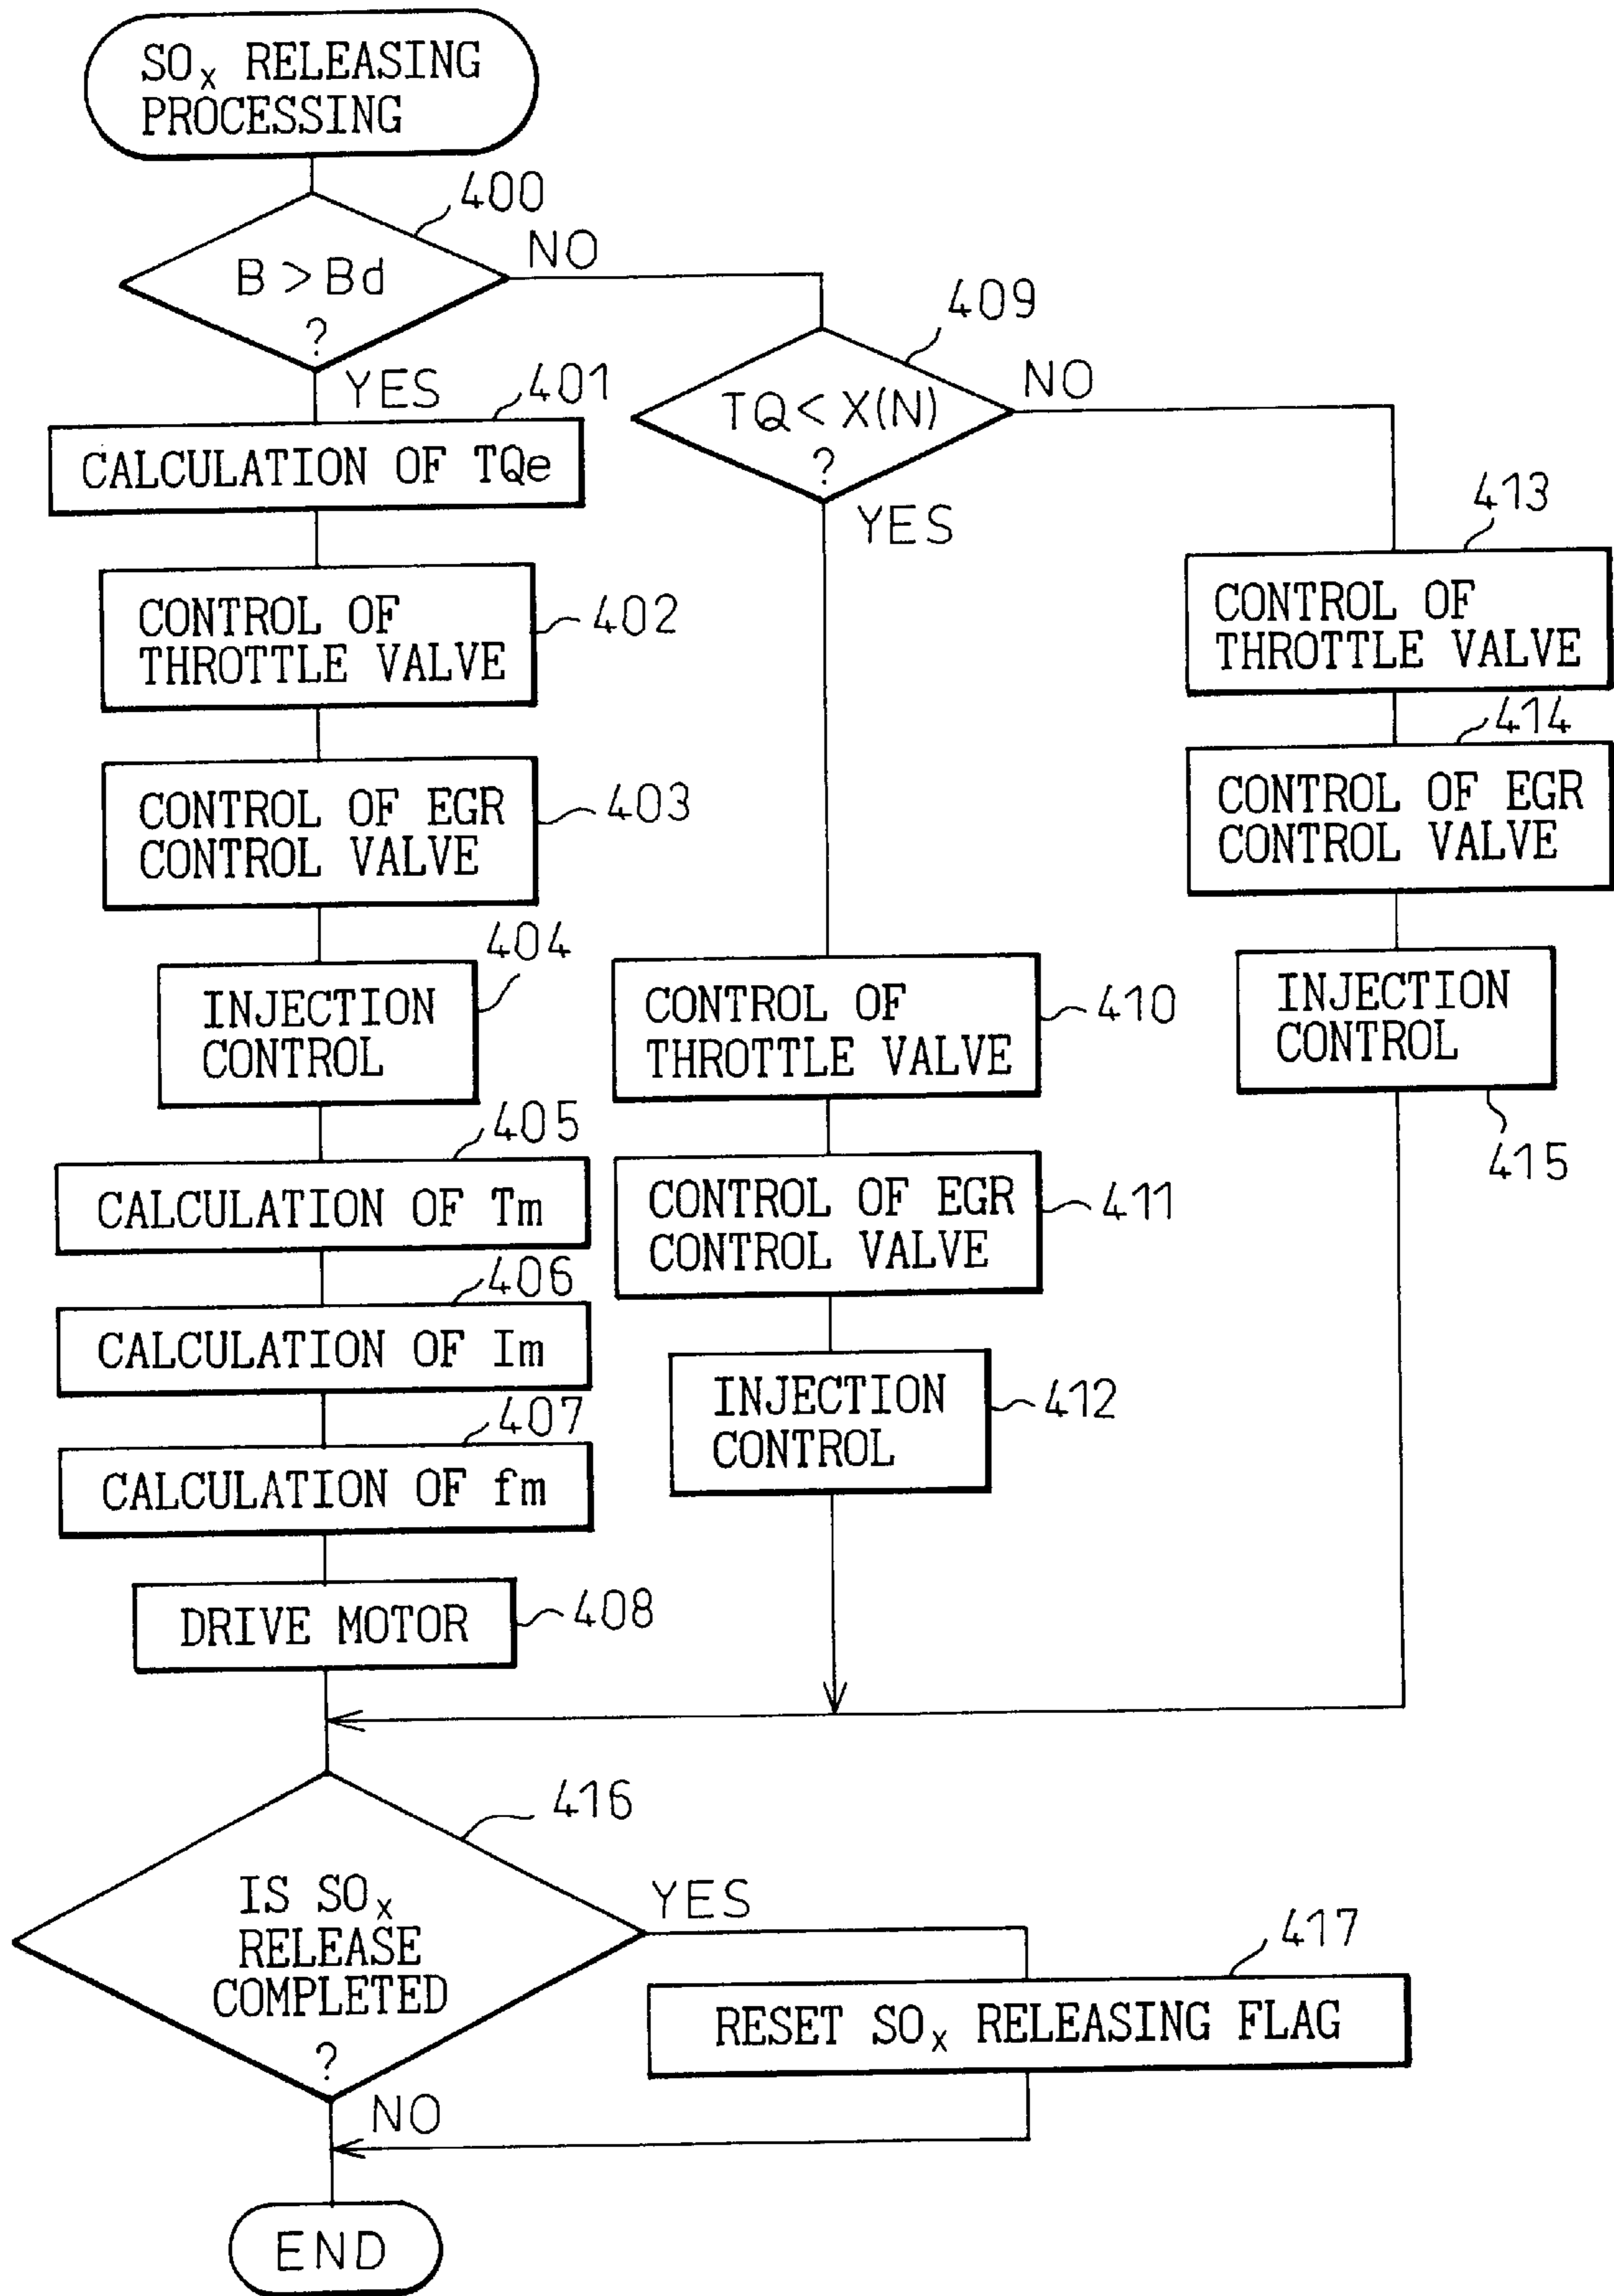 SOx RELEASING
PROCESSING
400
B > Bd
?
NO
YES
401
CALCULATION OF TQe
CONTROL OF
THROTTLE VALVE
402
CONTROL OF EGR
CONTROL VALVE
403
404
INJECTION
CONTROL
405
CALCULATION OF Tm
406
CALCULATION OF Im
407
CALCULATION OF fm
DRIVE MOTOR
408
409
TQ < X(N)
?
NO
YES
CONTROL OF
THROTTLE VALVE
410
CONTROL OF EGR
CONTROL VALVE
411
INJECTION
CONTROL
412
413
CONTROL OF
THROTTLE VALVE
414
CONTROL OF EGR
CONTROL VALVE
INJECTION
CONTROL
415
416
IS SOx
RELEASE
COMPLETED
?
YES
417
RESET SOx RELEASING FLAG
NO
END